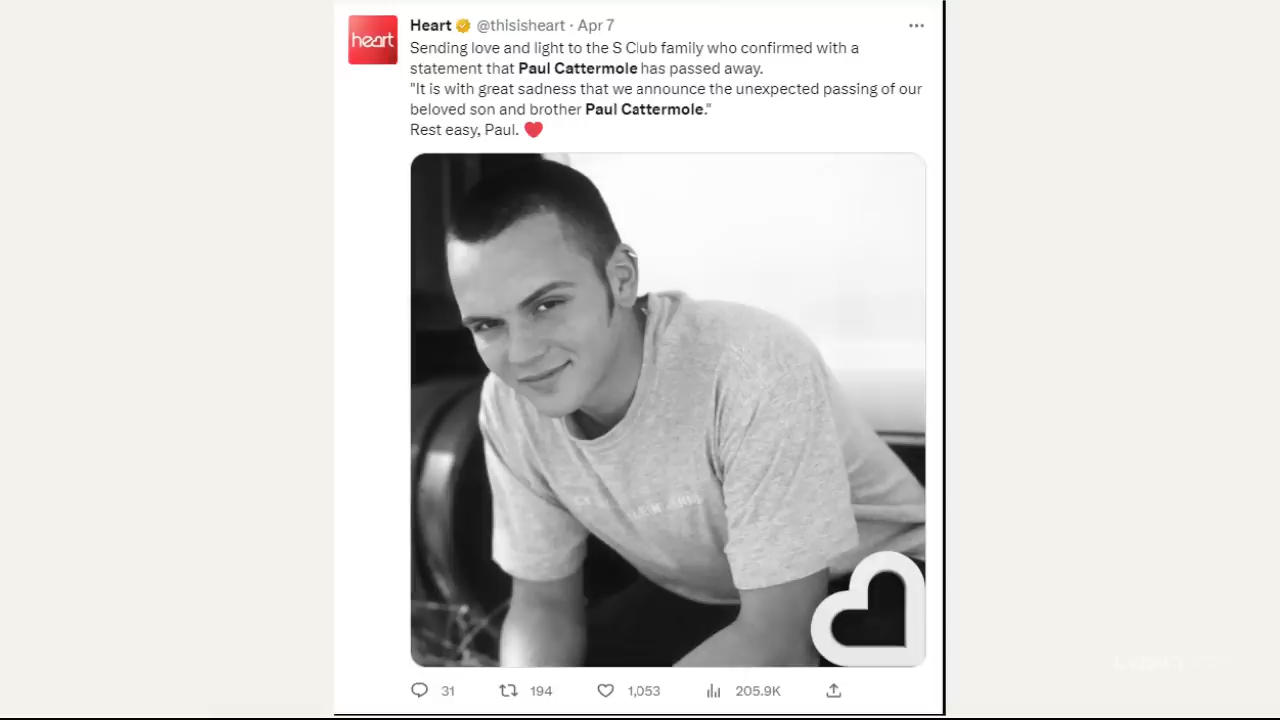 heart
Heart @thisisheart · Apr 7
Sending love and light to the S Club family who confirmed with a
statement that Paul Cattermole has passed away.
"It is with great sadness that we announce the unexpected passing of our
beloved son and brother Paul Cattermole."
Rest easy, Paul. ❤️
31 194 1,053 205.9K